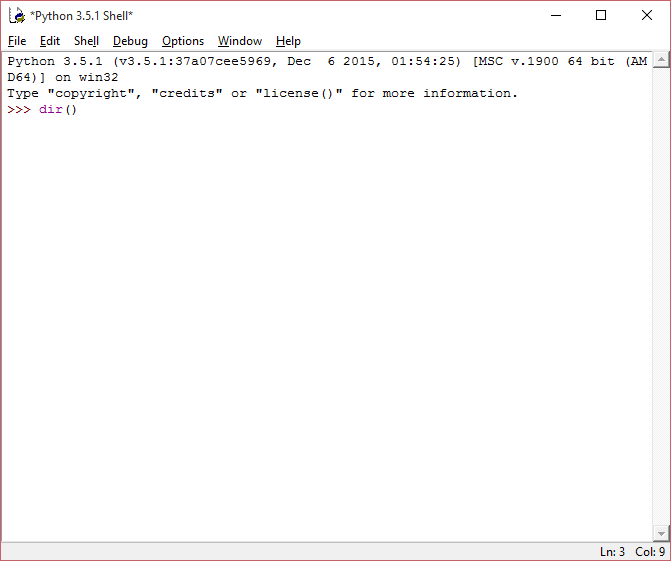 *Python 3.5.1 Shell*
File Edit Shell Debug Options Window Help
Python 3.5.1 (v3.5.1:37a07cee5969, Dec  6 2015, 01:54:25) [MSC v.1900 64 bit (AM
D64)] on win32
Type "copyright", "credits" or "license()" for more information.
>>> dir()
Ln: 3 Col: 9